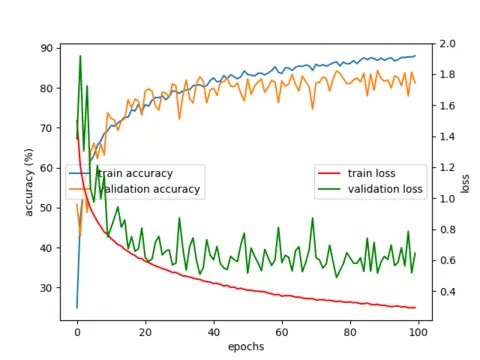 90
80
70
60
50
40
30
accuracy (%)
train accuracy
validation accuracy
train loss
validation loss
2.0
1.8
1.6
1.4
1.2
1.0
0.8
0.6
0.4
loss
0 20 40 60 80 100
epochs